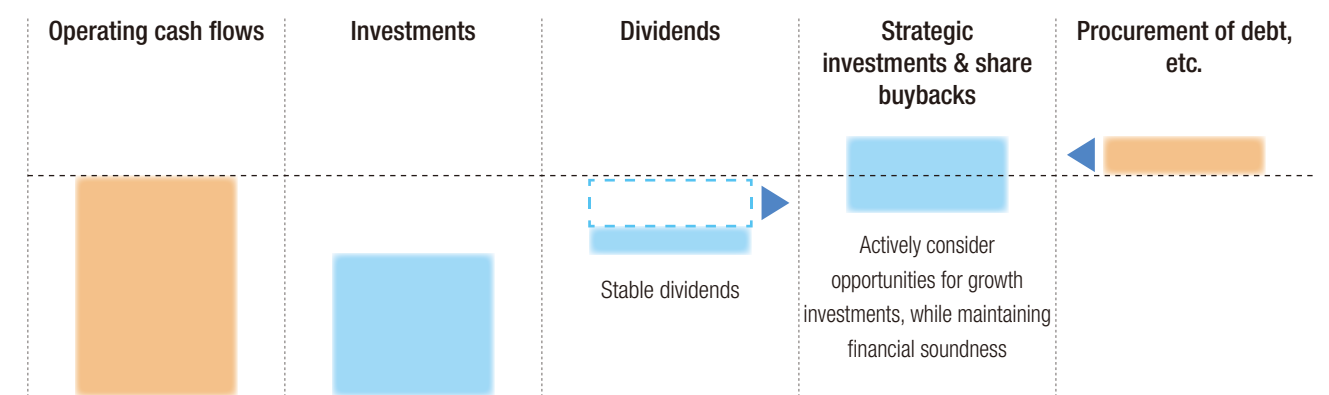 Operating cash flows
Investments
Dividends
Strategic
investments & share
buybacks
Procurement of debt,
etc.
Stable dividends
Actively consider
opportunities for growth
investments, while maintaining
financial soundness